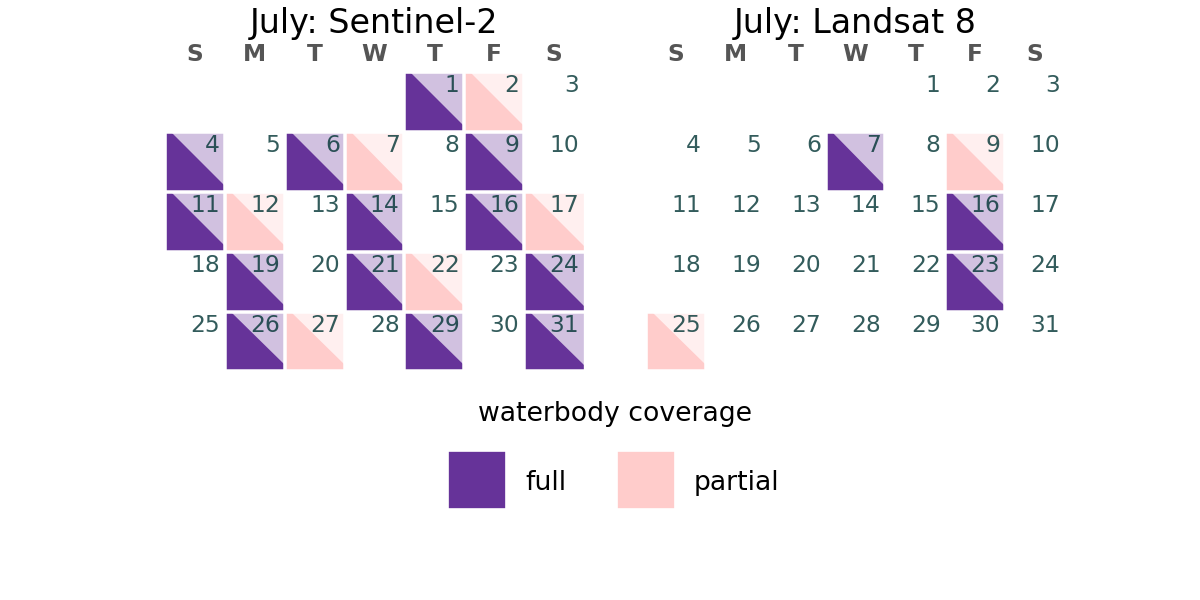 July: Sentinel-2
S M T W T F S
1 2 3
4 5 6 7 8 9 10
11 12 13 14 15 16 17
18 19 20 21 22 23 24
25 26 27 28 29 30 31
July: Landsat 8
S M T W T F S
1 2 3
4 5 6 7 8 9 10
11 12 13 14 15 16 17
18 19 20 21 22 23 24
25 26 27 28 29 30 31
waterbody coverage
full
partial